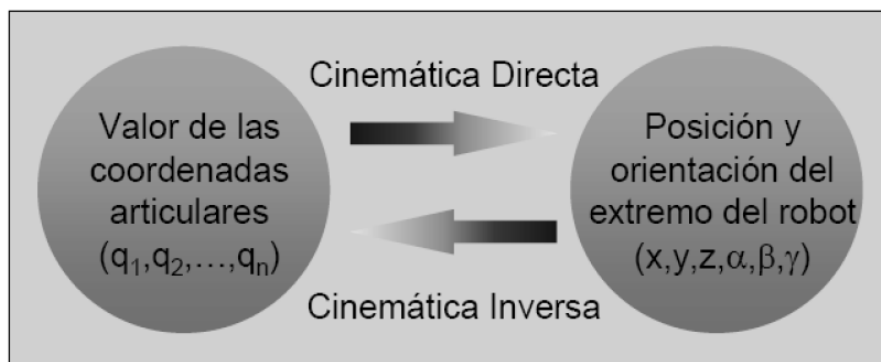 Cinemática Directa
Valor de las
coordenadas
articulares
(q₁,q₂,...,qₙ)
Posición y
orientación del
extremo del robot
(x,y,z,α,β,γ)
Cinemática Inversa